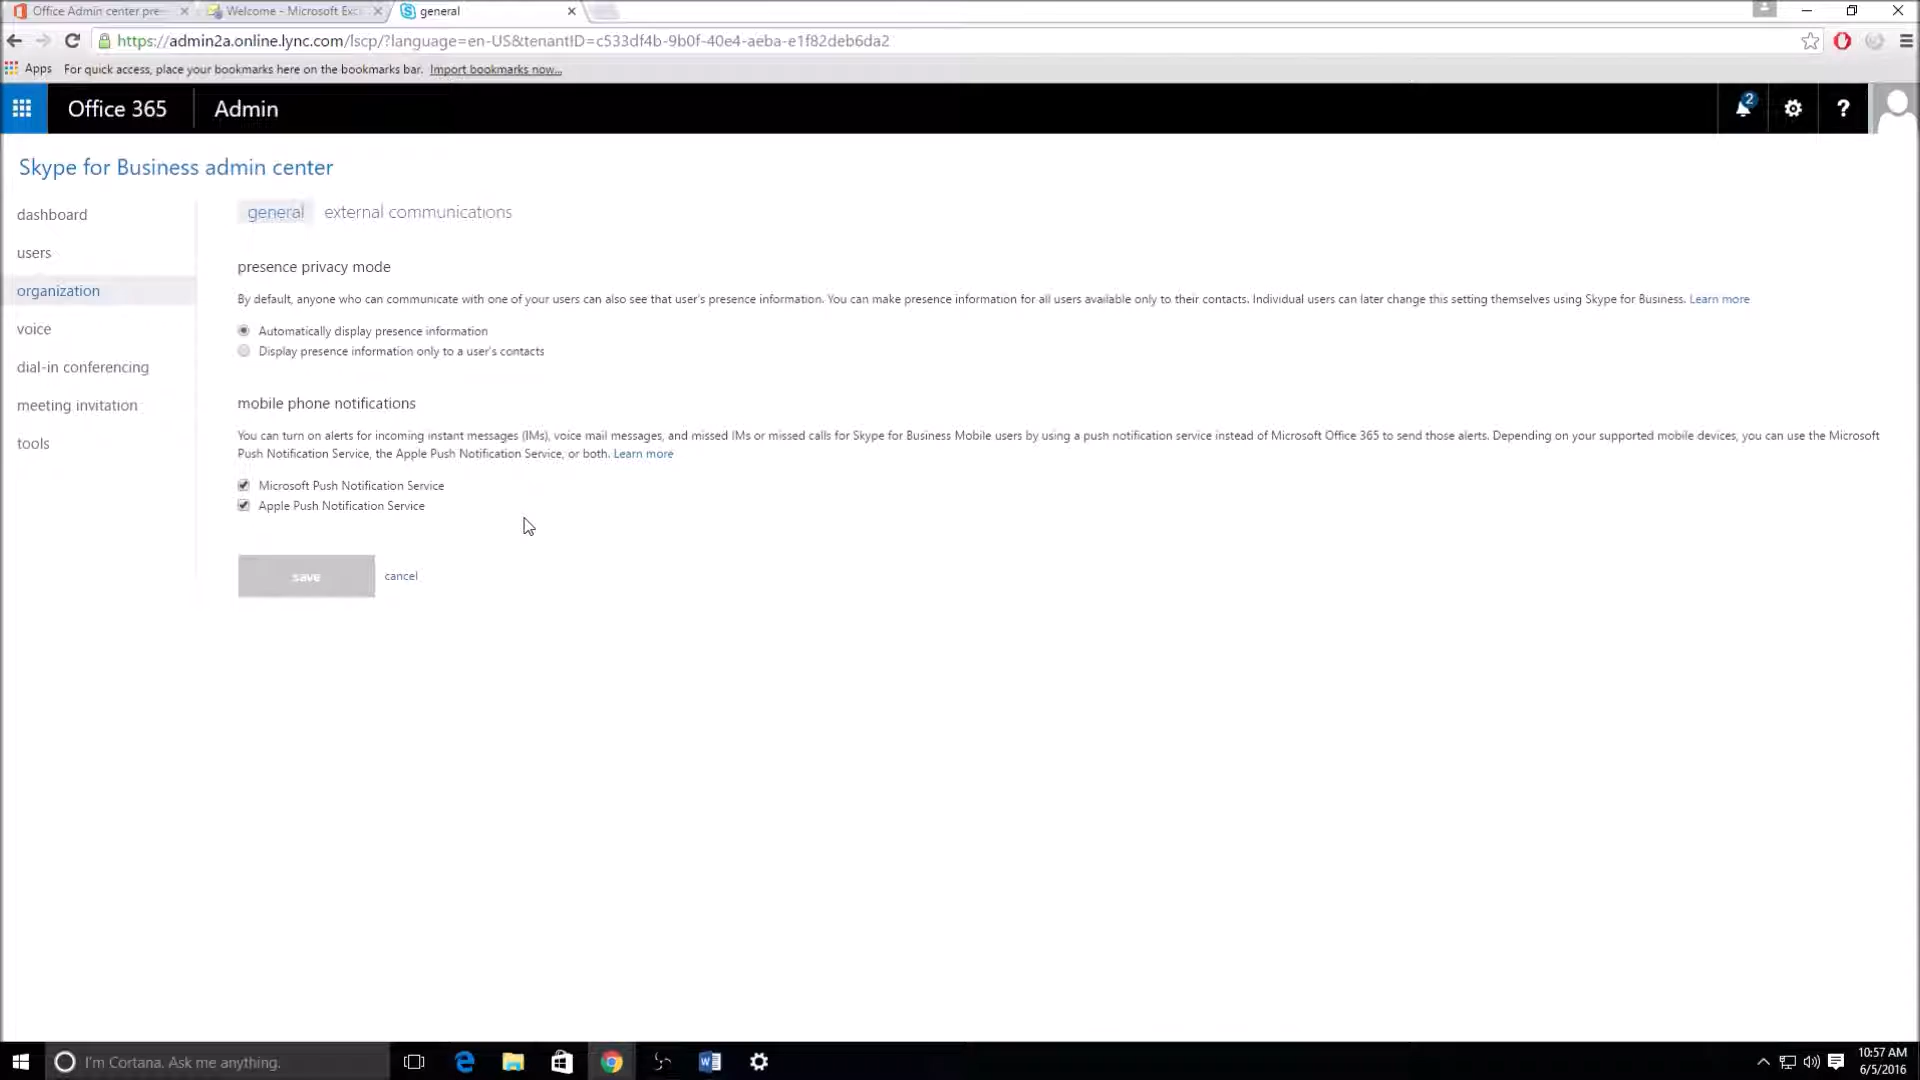 Office Admin center pre
Welcome - Microsoft Exc
general
https://admin2a.online.lync.com/lscp/?language=en-US&tenantID=c533df4b-9b0f-40e4-aeba-e1f82deb6da2
Apps
For quick access, place your bookmarks here on the bookmarks bar.
Import bookmarks now...
Office 365
Admin
2
?
Skype for Business admin center
dashboard
users
organization
voice
dial-in conferencing
meeting invitation
tools
general
external communications
presence privacy mode
By default, anyone who can communicate with one of your users can also see that user's presence information. You can make presence information for all users available only to their contacts. Individual users can later change this setting themselves using Skype for Business. Learn more
Automatically display presence information
Display presence information only to a user's contacts
mobile phone notifications
You can turn on alerts for incoming instant messages (IMs), voice mail messages, and missed IMs or missed calls for Skype for Business Mobile users by using a push notification service instead of Microsoft Office 365 to send those alerts. Depending on your supported mobile devices, you can use the Microsoft
Push Notification Service, the Apple Push Notification Service, or both. Learn more
Microsoft Push Notification Service
Apple Push Notification Service
save
cancel
I'm Cortana. Ask me anything.
10:57 AM
6/5/2016